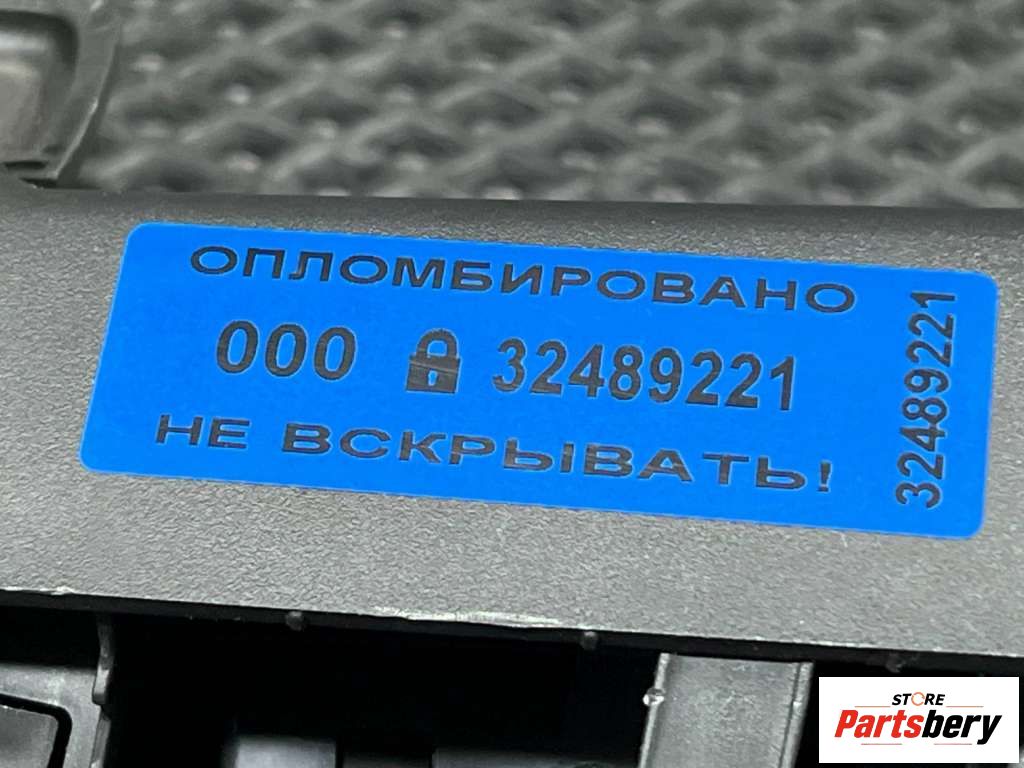 ОПЛОМБИРОВАНО
000 32489221
НЕ ВСКРЫВАТЬ!
32489221
STORE
Partsbery